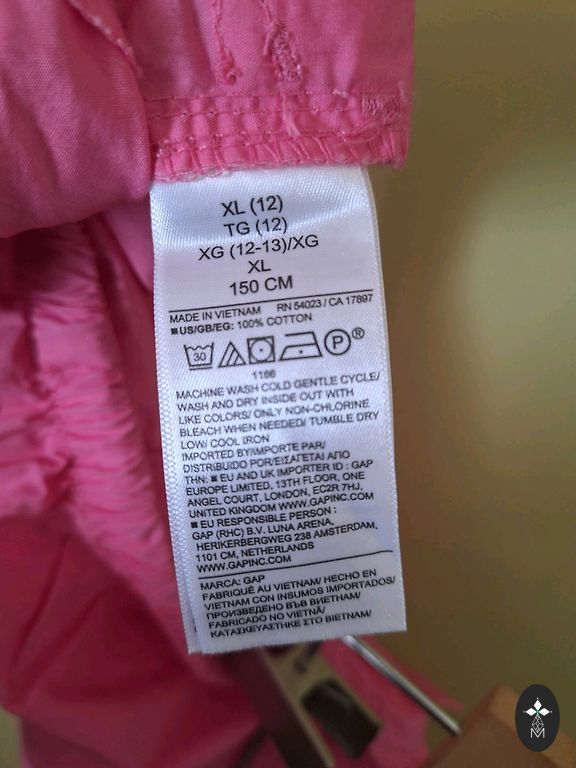 XL (12)
TG (12)
XG (12-13)/XG
XL
150 CM
MADE IN VIETNAM RN 54023 / CA 17897
■ US/GB/EG: 100% COTTON
30 P®
1166
MACHINE WASH COLD GENTLE CYCLE/
WASH AND DRY INSIDE OUT WITH
LIKE COLORS/ ONLY NON-CHLORINE
BLEACH WHEN NEEDED/ TUMBLE DRY
LOW/ COOL IRON
IMPORTED BY/IMPORTE PAR/
DISTRIBUIDO POR/ΕΙΣΑΓΕΤΑΙ ΑΠΟ
ΤΗΝ: ■ EU AND UK IMPORTER ID : GAP
EUROPE LIMITED, 13TH FLOOR, ONE
ANGEL COURT, LONDON, EC2R 7HJ,
UNITED KINGDOM WWW.GAPINC.COM
■ EU RESPONSIBLE PERSON :
GAP (RHC) B.V. LUNA ARENA,
HERIKERBERGWEG 238 AMSTERDAM,
1101 CM, NETHERLANDS
WWW.GAPINC.COM
MARCA: GAP
FABRIQUÉ AU VIETNAM/ HECHO EN
VIETNAM CON INSUMOS IMPORTADOS/
ПРОИЗВЕДЕНО ВЪВ ВИЕТНАМ/
FABRICADO NO VIETNÃ/
ΚΑΤΑΣΚΕΥΑΣΤΗΚΕ ΣΤΟ ΒΙΕΤΝΑΜ/
M